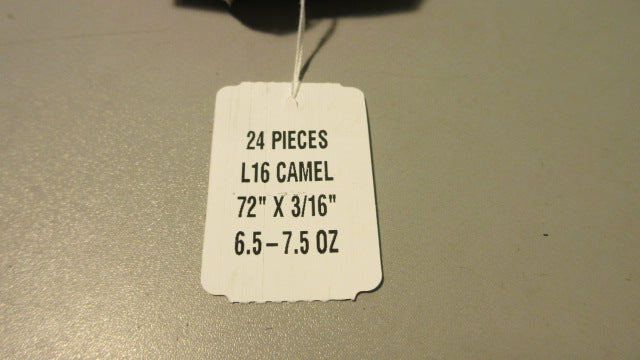 24 PIECES
L16 CAMEL
72" X 3/16"
6.5–7.5 OZ